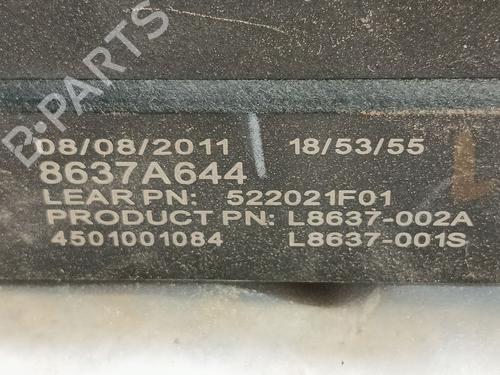 B-PARTS
08/08/2011 18/53/55
8637A644
LEAR PN: 522021F01
PRODUCT PN: L8637-002A
4501001084 L8637-001S
L